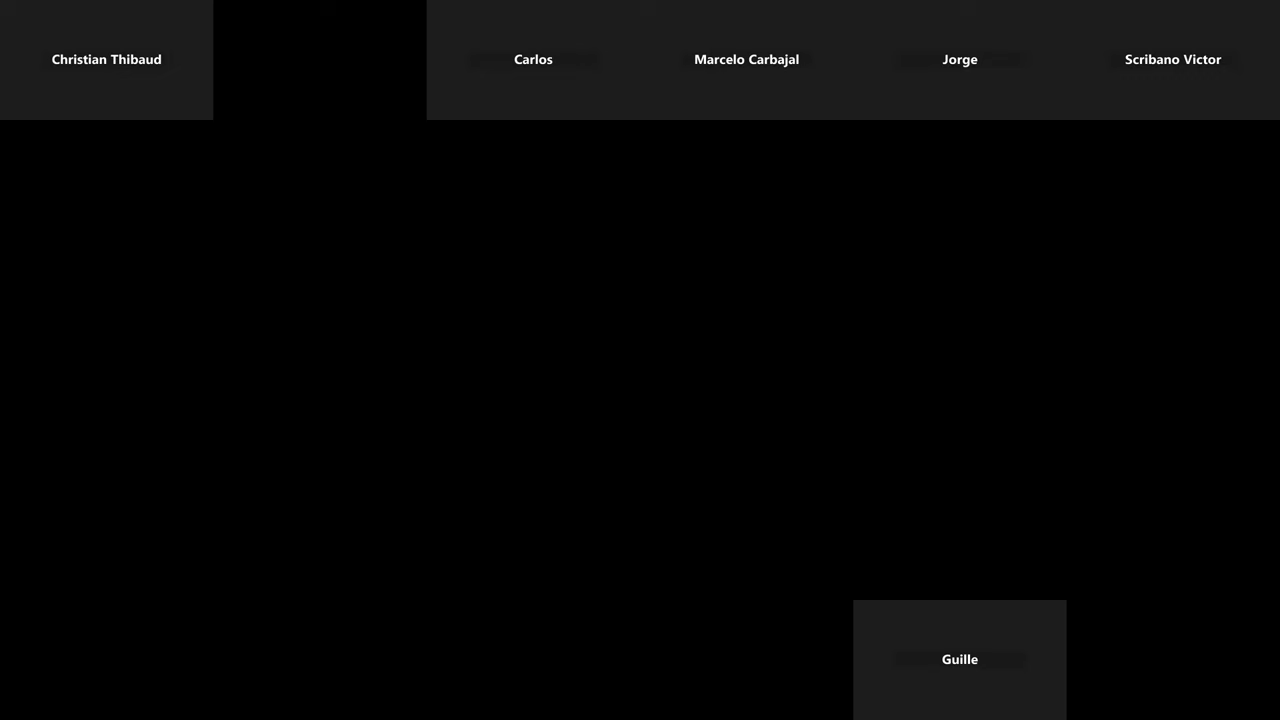 Christian Thibaud
Carlos
Marcelo Carbajal
Jorge
Scribano Victor
Guille